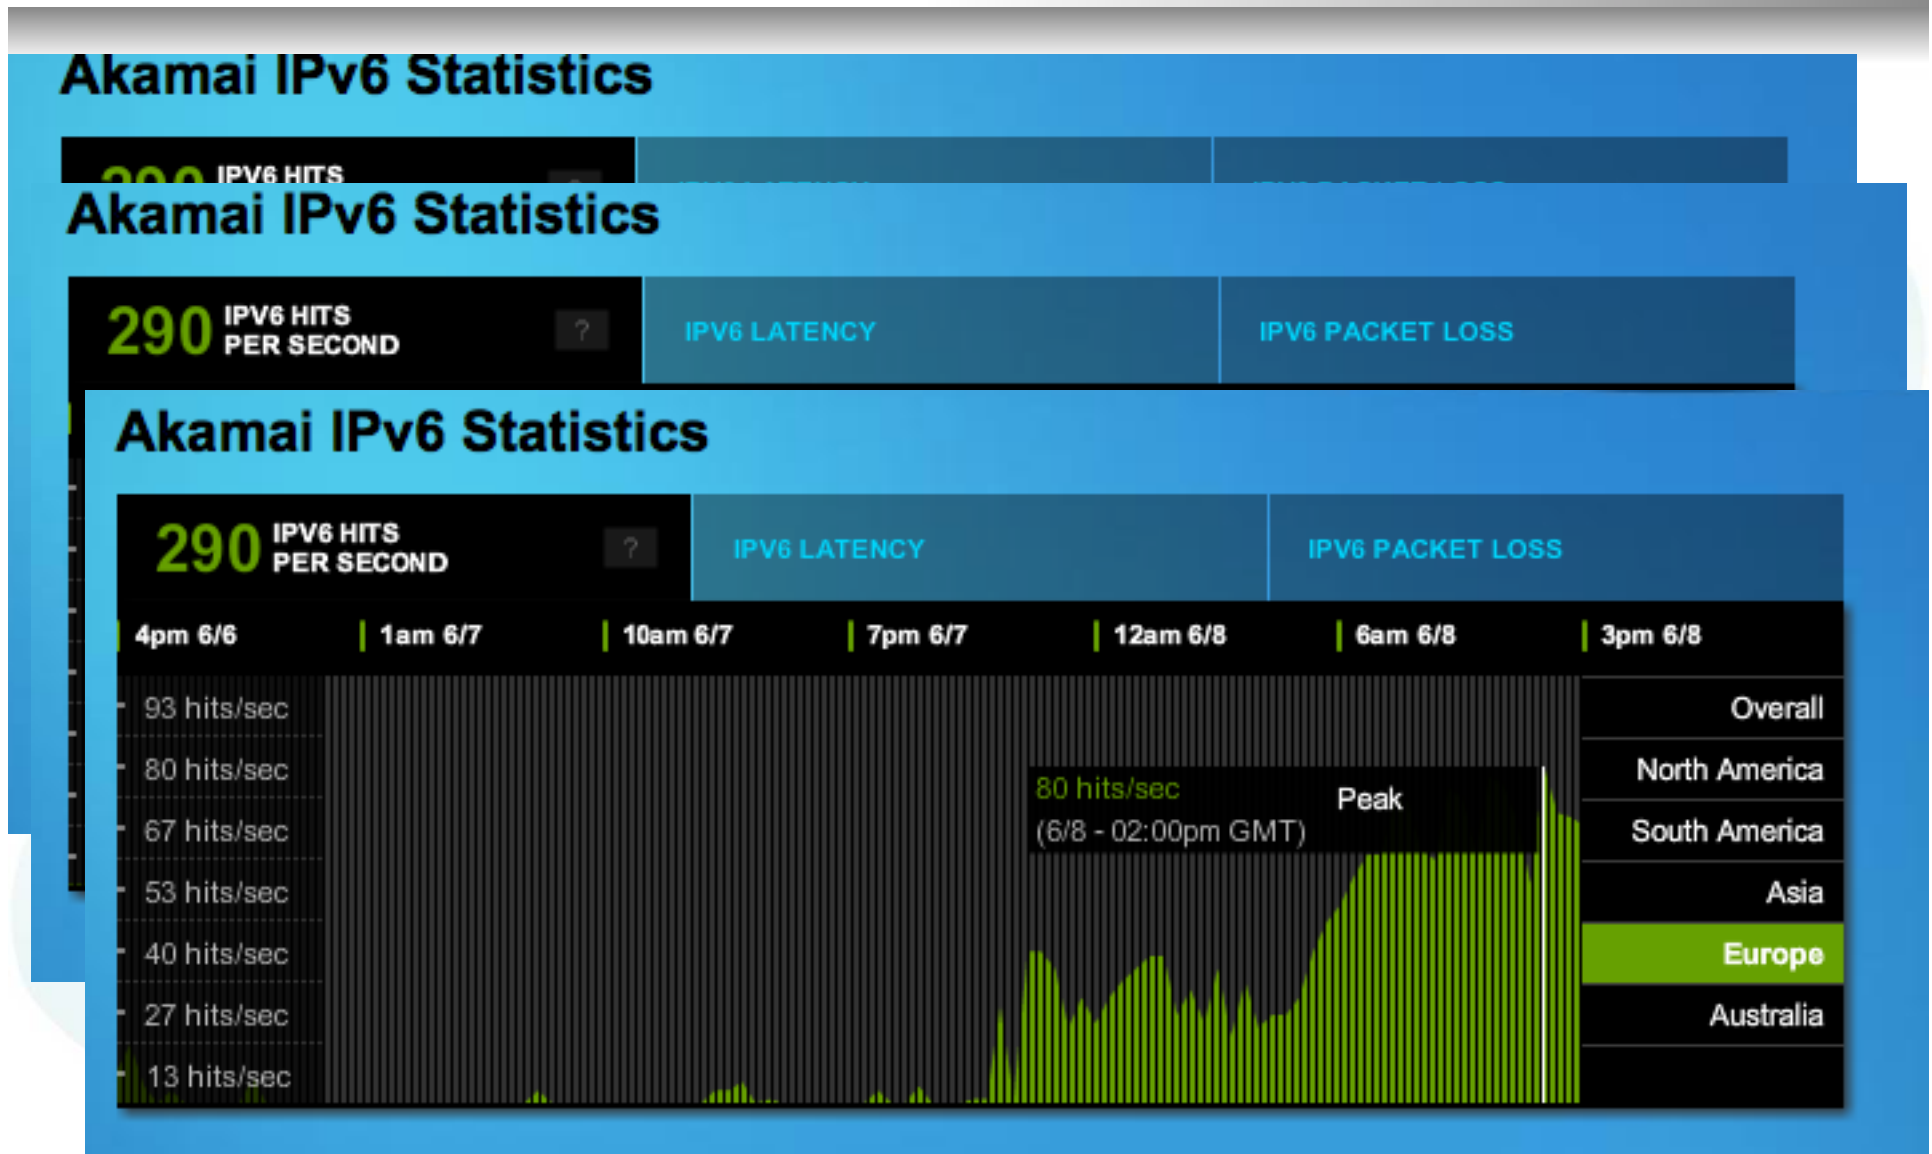 Akamai IPv6 Statistics
290 IPV6 HITS
Akamai IPv6 Statistics
290 IPV6 HITS PER SECOND ? IPV6 LATENCY IPV6 PACKET LOSS
Akamai IPv6 Statistics
290 IPV6 HITS PER SECOND ? IPV6 LATENCY IPV6 PACKET LOSS
4pm 6/6 1am 6/7 10am 6/7 7pm 6/7 12am 6/8 6am 6/8 3pm 6/8
93 hits/sec Overall
80 hits/sec North America
80 hits/sec Peak
67 hits/sec (6/8 - 02:00pm GMT) South America
53 hits/sec Asia
40 hits/sec Europe
27 hits/sec Australia
13 hits/sec